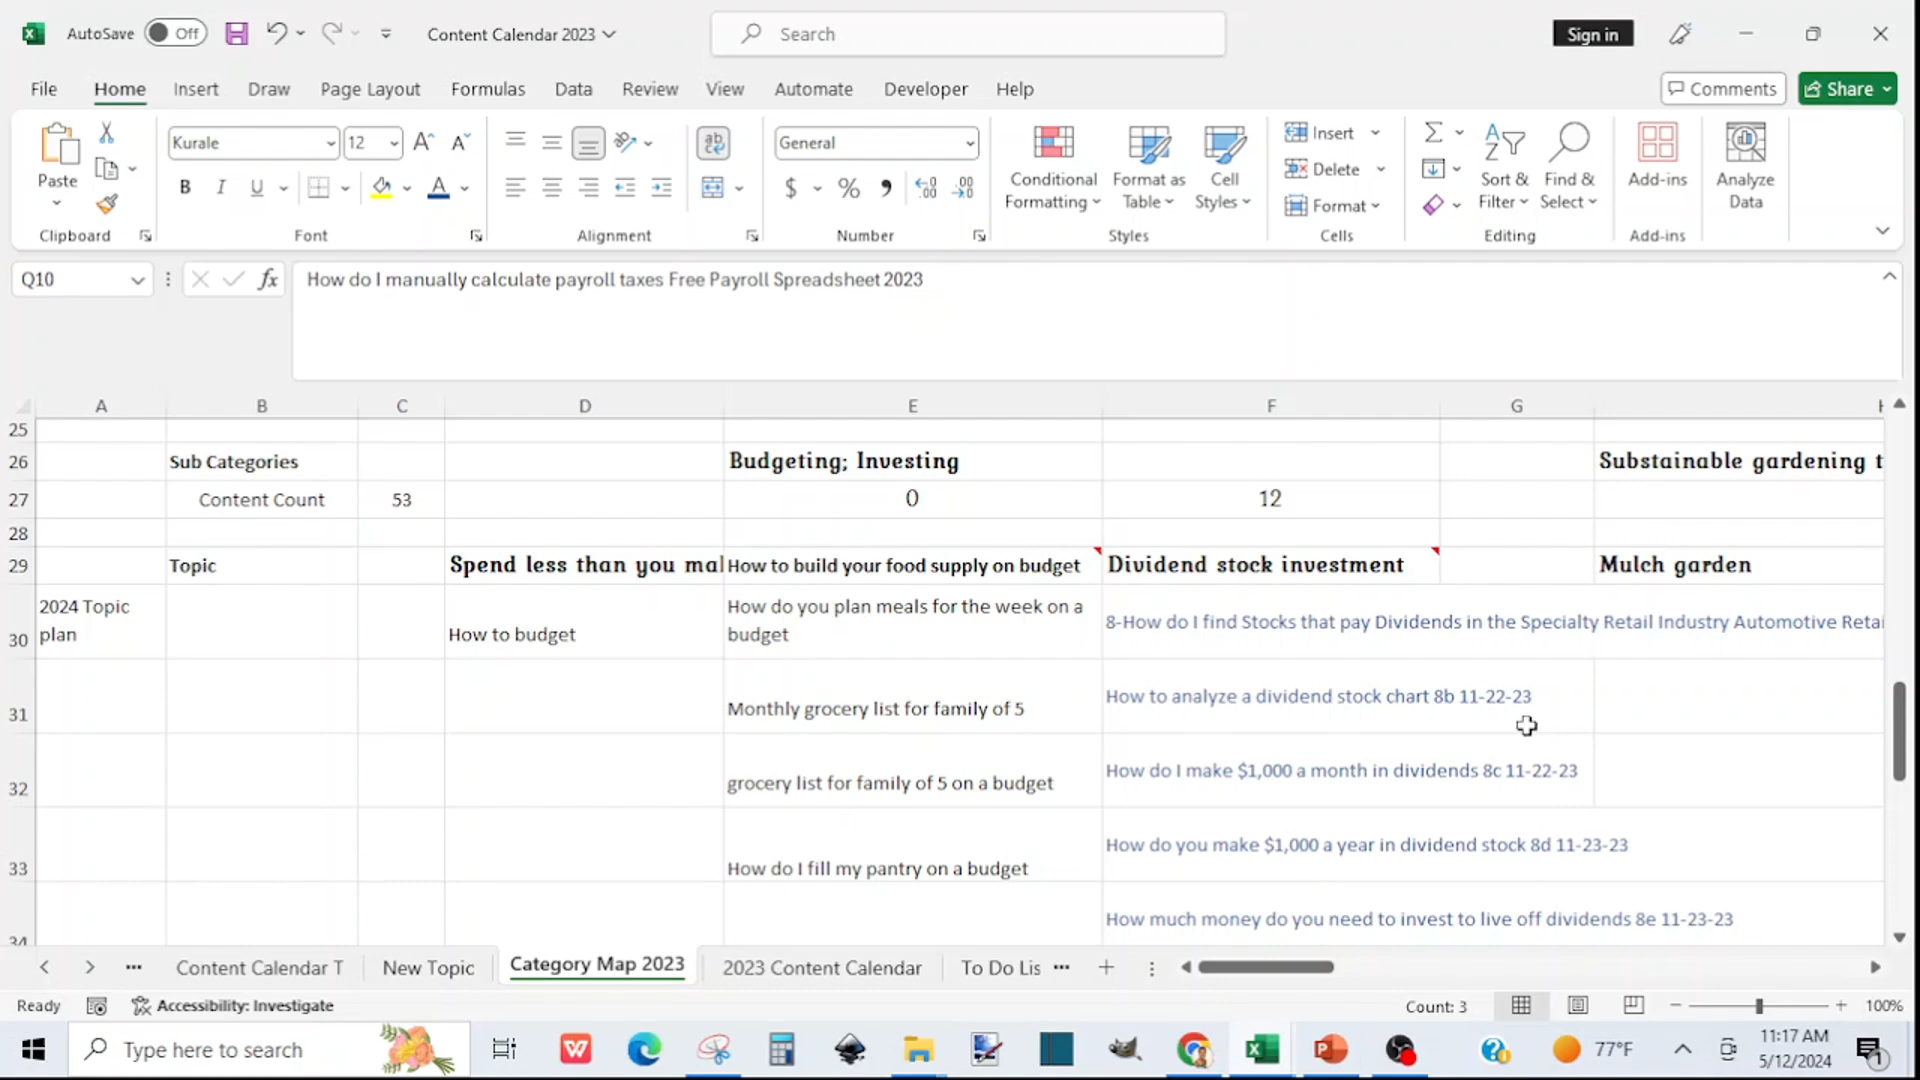 AutoSave Off Content Calendar 2023 Search Sign in
File Home Insert Draw Page Layout Formulas Data Review View Automate Developer Help Comments Share
Paste Kurale 12 General Conditional Formatting Format as Table Cell Styles Insert Delete Format Sort & Filter Find & Select Add-ins Analyze Data
Clipboard Font Alignment Number Styles Cells Editing Add-ins
Q10 fx How do I manually calculate payroll taxes Free Payroll Spreadsheet 2023
A B C D E F G
25
26 Sub Categories Budgeting; Investing Substainable gardening t
27 Content Count 53 0 12
28
29 Topic Spend less than you ma How to build your food supply on budget Dividend stock investment Mulch garden
30 2024 Topic plan How to budget How do you plan meals for the week on a budget 8-How do I find Stocks that pay Dividends in the Specialty Retail Industry Automotive Retai
31 Monthly grocery list for family of 5 How to analyze a dividend stock chart 8b 11-22-23
32 grocery list for family of 5 on a budget How do I make $1,000 a month in dividends 8c 11-22-23
33 How do I fill my pantry on a budget How do you make $1,000 a year in dividend stock 8d 11-23-23
34 How much money do you need to invest to live off dividends 8e 11-23-23
Content Calendar T New Topic Category Map 2023 2023 Content Calendar To Do Lis
Ready Accessibility: Investigate Count: 3 100%
Type here to search 77°F 11:17 AM
5/12/2024